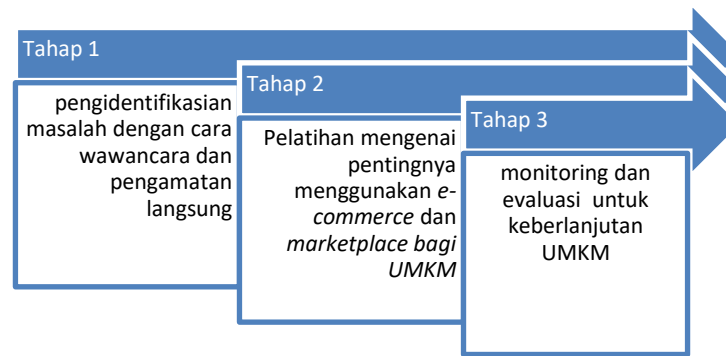 Tahap 1
pengidentifikasian
masalah dengan cara
wawancara dan
pengamatan
langsung
Tahap 2
Pelatihan mengenai
pentingnya
menggunakan e-
commerce dan
marketplace bagi
UMKM
Tahap 3
monitoring dan
evaluasi untuk
keberlanjutan
UMKM